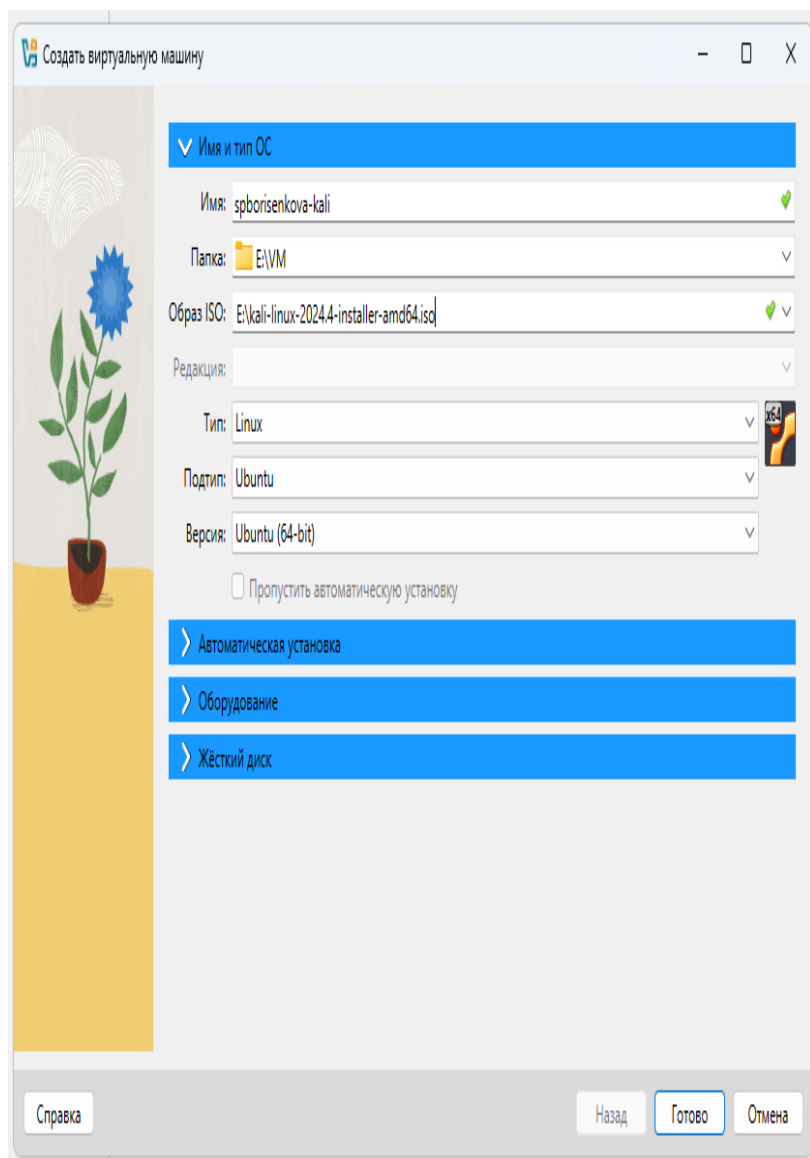 Создать виртуальную машину
Имя и тип ОС
Имя: spborisenkova-kali
Папка: E:\VM
Образ ISO: E:\kali-linux-2024.4-installer-amd64.iso
Редакция:
Тип: Linux
x64
Подтип: Ubuntu
Версия: Ubuntu (64-bit)
Пропустить автоматическую установку
Автоматическая установка
Оборудование
Жёсткий диск
Справка Назад Готово Отмена